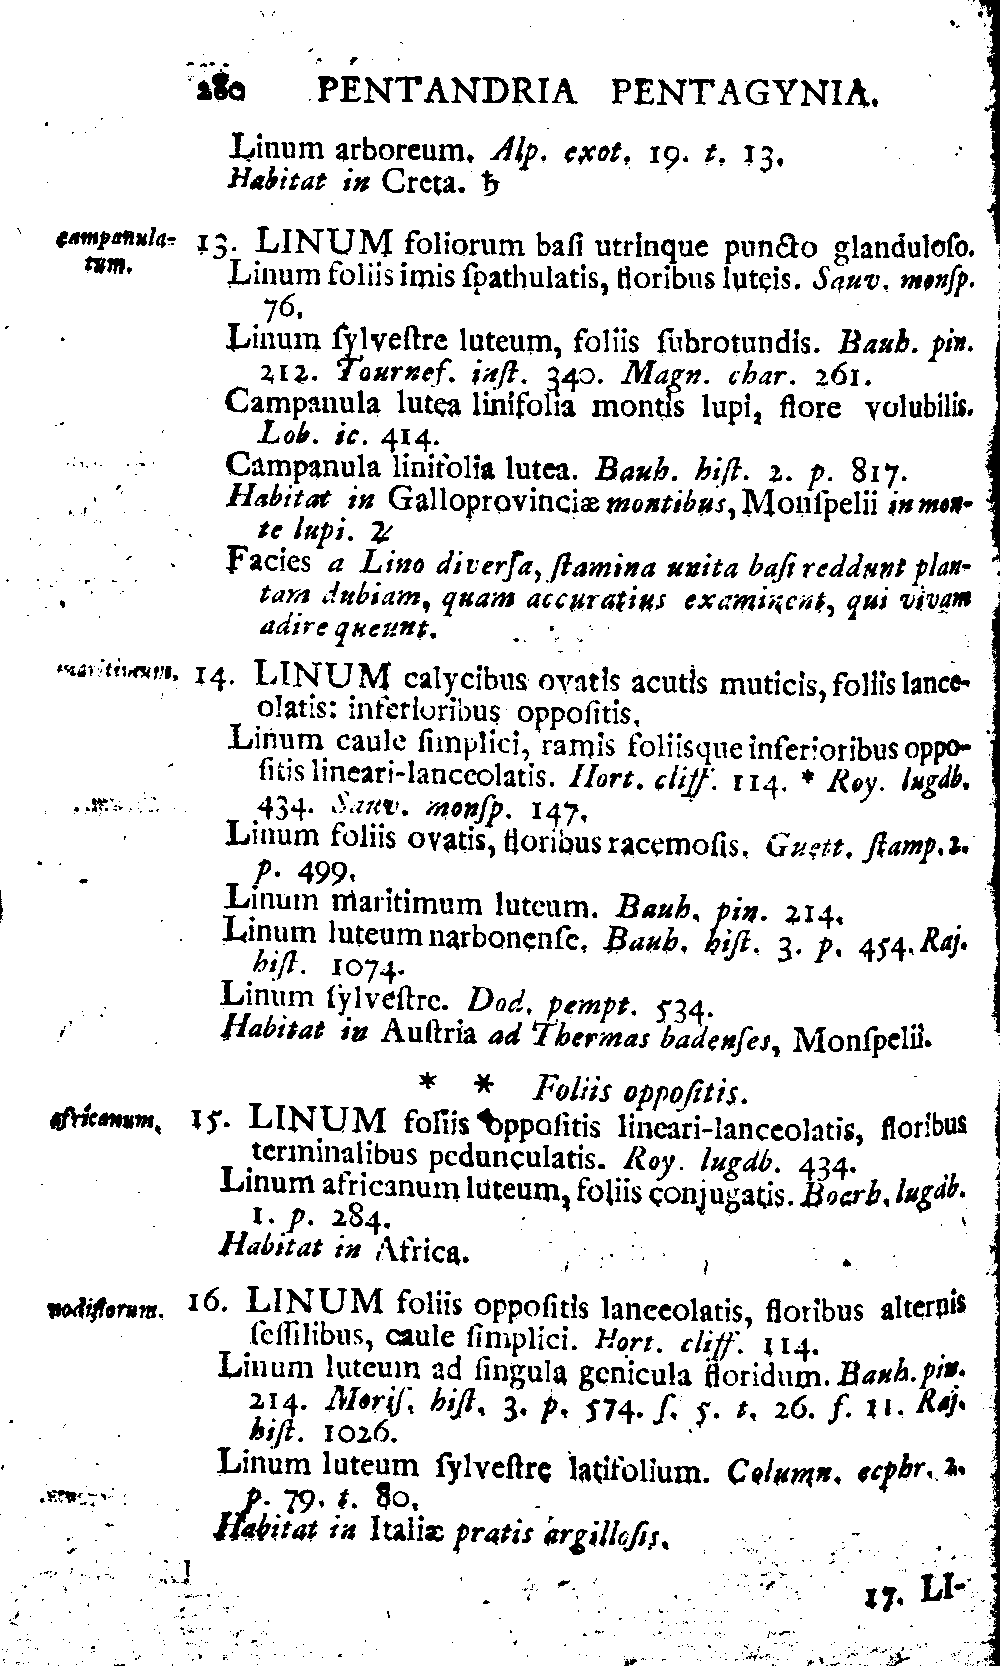 280 PENTANDRIA PENTAGYNIA.
Linum arboreum. Alp. exot. 19. t. 13.
Habitat in Creta. ♄
campanula-
tum.
13. LINUM foliorum baſi utrinque puncto glanduloſo.
Linum foliis imis ſpathulatis, floribus luteis. Sauv. monſp.
76.
Linum ſylveſtre luteum, foliis ſubrotundis. Bauh. pin.
212. Tournef. inſt. 340. Magn. char. 261.
Campanula lutea linifolia montis lupi, flore volubilis.
Lob. ic. 414.
Campanula linifolia lutea. Bauh. hiſt. 2. p. 817.
Habitat in Galloprovinciæ montibus, Monſpelii in mon-
te lupi. ♃
Facies a Lino diverſa, ſtamina unita baſi reddunt plan-
tam dubiam, quam accuratius examinent, qui vivam
adire queunt.
maritimum. 14. LINUM calycibus ovatis acutis muticis, foliis lance-
olatis: inferioribus oppoſitis.
Linum caule ſimplici, ramis foliisque inferioribus oppo-
ſitis lineari-lanceolatis. Hort. cliff. 114. * Roy. lugdb.
434. Sauv. monſp. 147.
Linum foliis ovatis, floribus racemoſis. Guett. ſtamp. 2.
p. 499.
Linum maritimum luteum. Bauh. pin. 214.
Linum luteum narbonenſe. Bauh. hiſt. 3. p. 454. Raj.
hiſt. 1074.
Linum ſylveſtre. Dod. pempt. 534.
Habitat in Auſtria ad Thermas badenſes, Monſpelii.
* * Foliis oppoſitis.
africanum. 15. LINUM foliis oppoſitis lineari-lanceolatis, floribus
terminalibus pedunculatis. Roy. lugdb. 434.
Linum africanum luteum, foliis conjugatis. Boerh. lugdb.
1. p. 284.
Habitat in Africa.
nodiflorum. 16. LINUM foliis oppoſitis lanceolatis, floribus alternis
ſeſſilibus, caule ſimplici. Hort. cliff. 114.
Linum luteum ad ſingula genicula floridum. Bauh. pin.
214. Moriſ. hiſt. 3. p. 574. ſ. 5. t. 26. f. 11. Raj.
hiſt. 1026.
Linum luteum ſylveſtre latifolium. Column. ecphr. 2.
p. 79. t. 80.
Habitat in Italiæ pratis argilloſis.
17. LI-